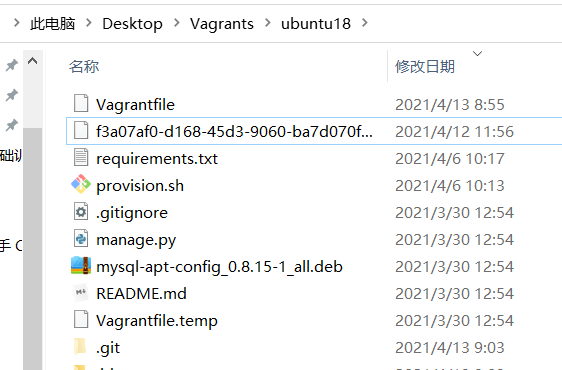 此电脑 > Desktop > Vagrants > ubuntu18 >
名称 修改日期
Vagrantfile 2021/4/13 8:55
f3a07af0-d168-45d3-9060-ba7d070f... 2021/4/12 11:56
requirements.txt 2021/4/6 10:17
础训
provision.sh 2021/4/6 10:13
.gitignore 2021/3/30 12:54
手 C
manage.py 2021/3/30 12:54
mysql-apt-config_0.8.15-1_all.deb 2021/3/30 12:54
README.md 2021/3/30 12:54
Vagrantfile.temp 2021/3/30 12:54
.git 2021/4/13 9:03